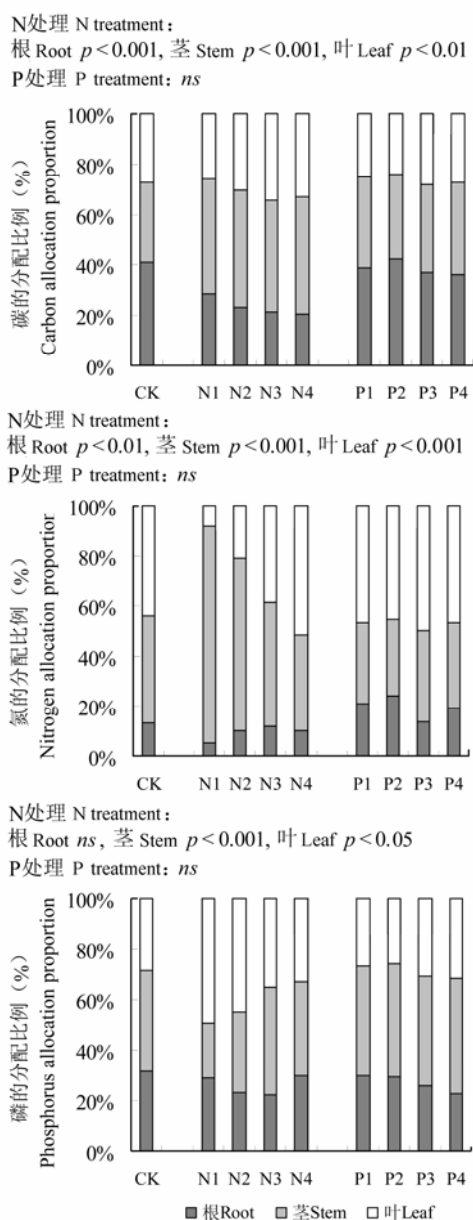 N处理 N treatment：
根 Root p<0.001, 茎 Stem p<0.001, 叶 Leaf p<0.01
P处理 P treatment：ns
碳的分配比例（%）
Carbon allocation proportion
100%
80%
60%
40%
20%
0%
CK N1 N2 N3 N4 P1 P2 P3 P4
N处理 N treatment：
根 Root p<0.01, 茎 Stem p<0.001, 叶 Leaf p<0.001
P处理 P treatment：ns
氮的分配比例（%）
Nitrogen allocation proportior
100%
80%
60%
40%
20%
0%
CK N1 N2 N3 N4 P1 P2 P3 P4
N处理 N treatment：
根 Root ns, 茎 Stem p<0.001, 叶 Leaf p<0.05
P处理 P treatment：ns
磷的分配比例（%）
Phosphorus allocation proportion
100%
80%
60%
40%
20%
0%
CK N1 N2 N3 N4 P1 P2 P3 P4
根Root 茎Stem 叶Leaf